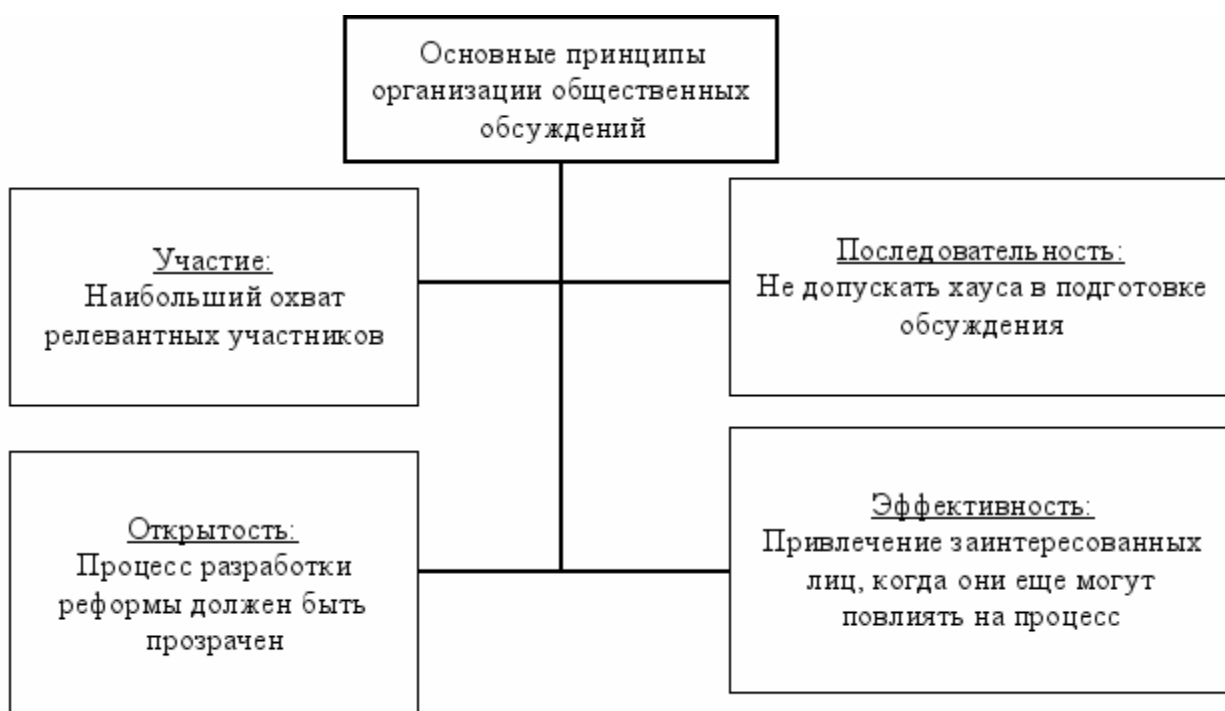 Основные принципы
организации общественных
обсуждений
Участие:
Наибольший охват
релевантных участников
Последовательность:
Не допускать хауса в подготовке
обсуждения
Открытость:
Процесс разработки
реформы должен быть
прозрачен
Эффективность:
Привлечение заинтересованных
лиц, когда они еще могут
повлиять на процесс